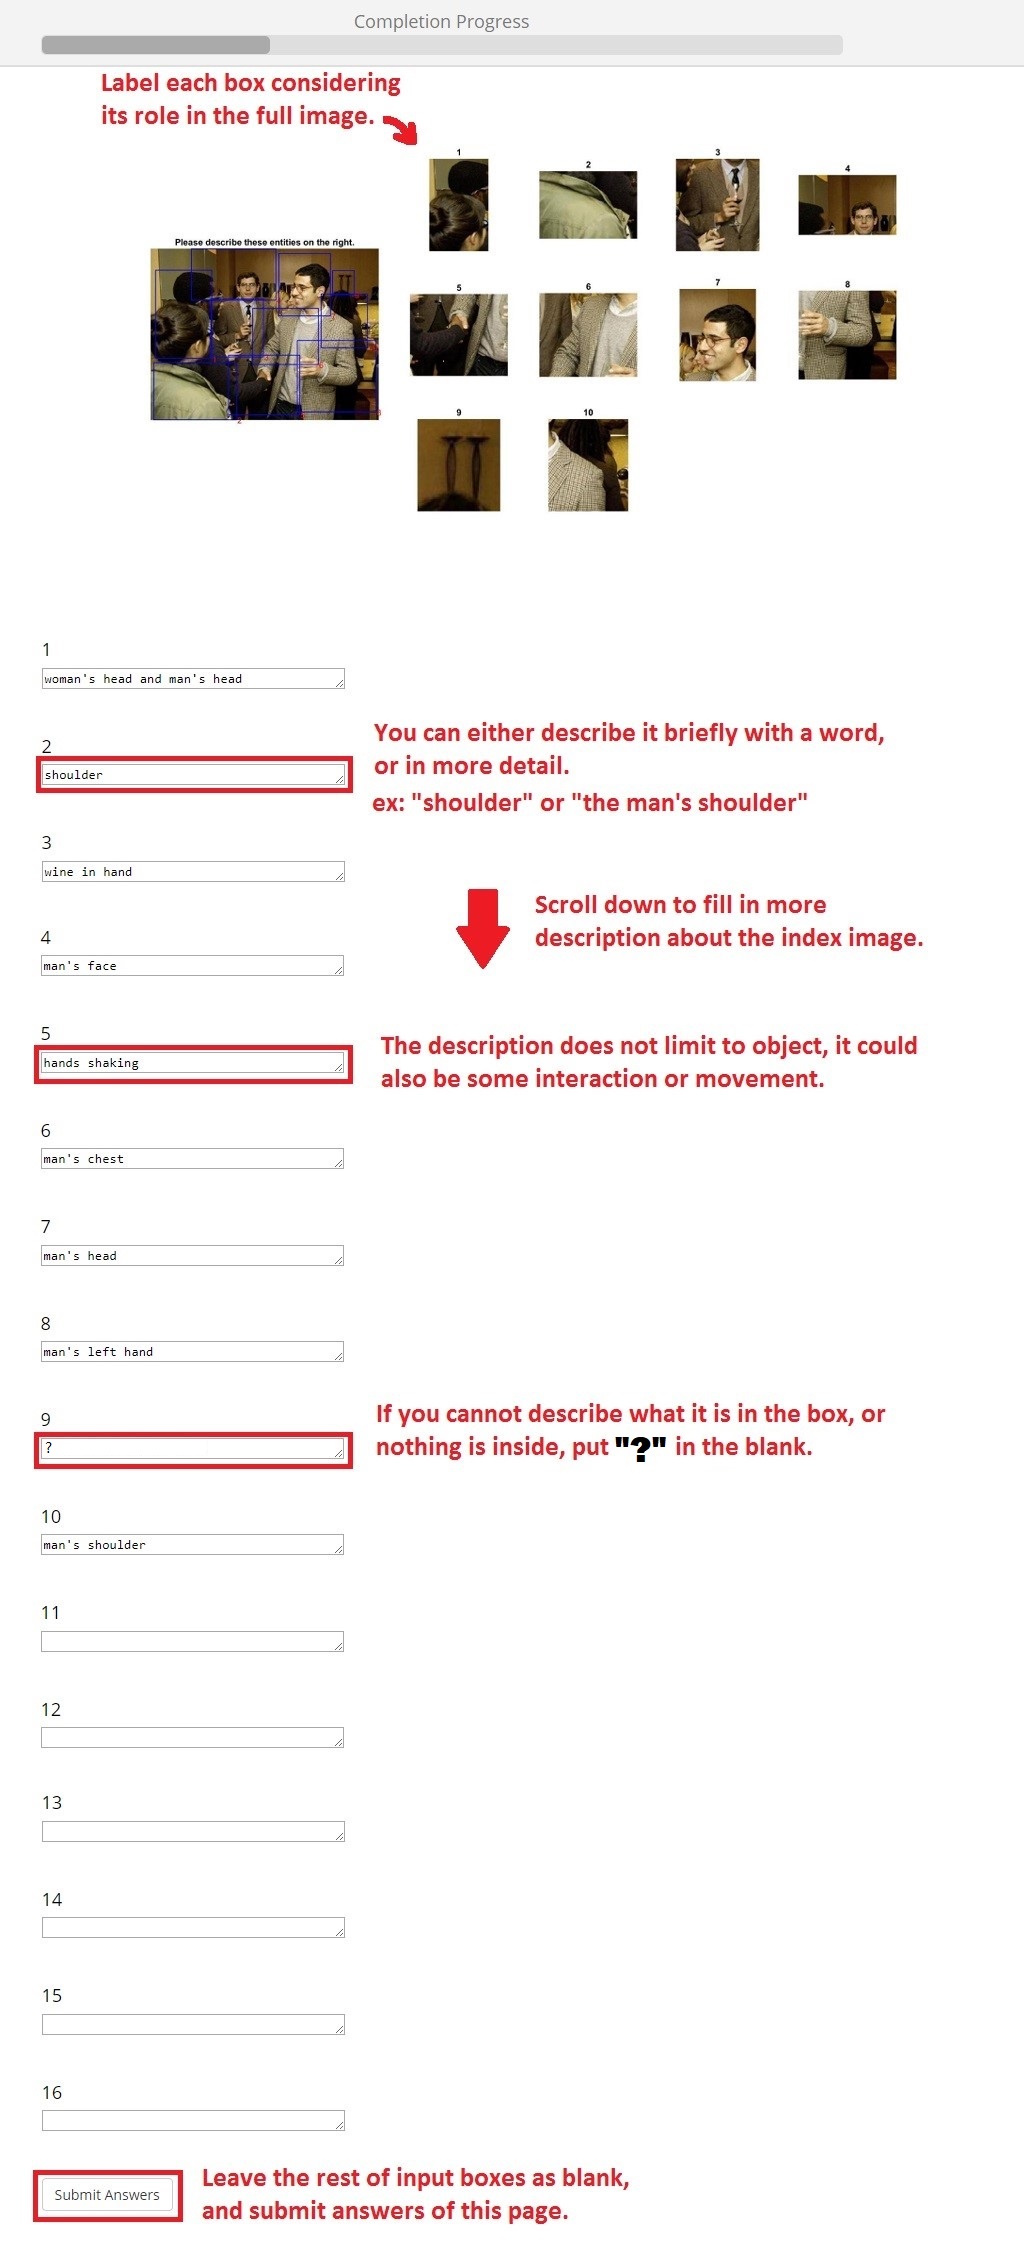 Completion Progress
Label each box considering
its role in the full image.
1
2
3
4
Please describe these entities on the right.
5
6
7
8
9
10
1
woman's head and man's head
2
shoulder
You can either describe it briefly with a word,
or in more detail.
ex: "shoulder" or "the man's shoulder"
3
wine in hand
Scroll down to fill in more
description about the index image.
4
man's face
5
hands shaking
The description does not limit to object, it could
also be some interaction or movement.
6
man's chest
7
man's head
8
man's left hand
9
?
If you cannot describe what it is in the box, or
nothing is inside, put "?" in the blank.
10
man's shoulder
11
12
13
14
15
16
Submit Answers
Leave the rest of input boxes as blank,
and submit answers of this page.